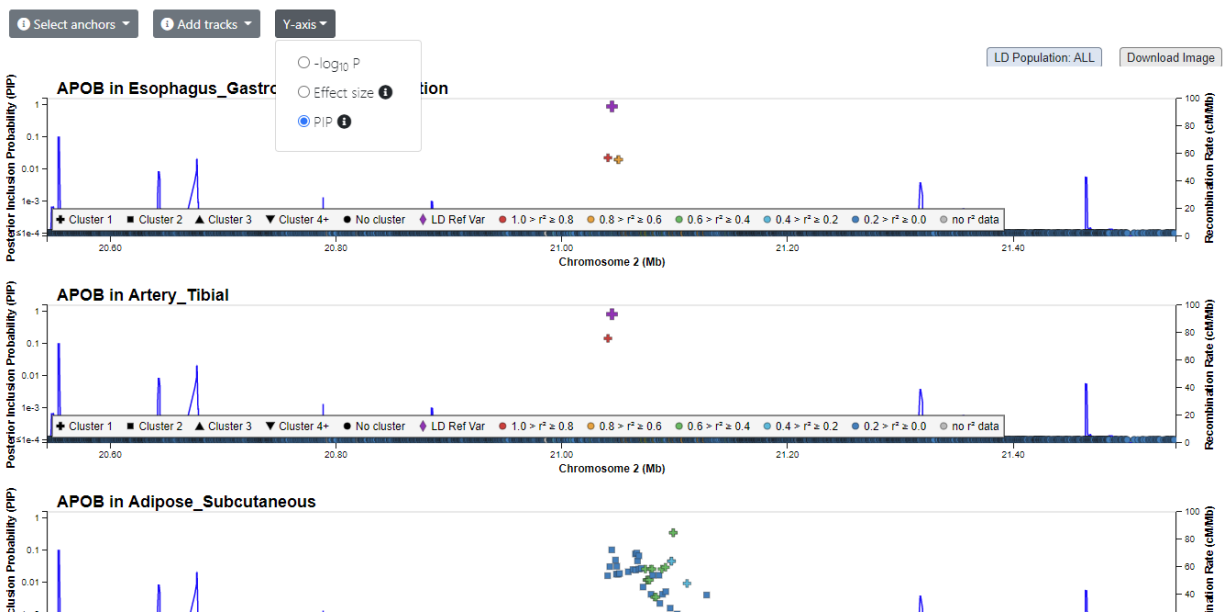 Select anchors
Add tracks
Y-axis
-log₁₀ P
Effect size
PIP
LD Population: ALL
Download Image
APOB in Esophagus_Gastro
tion
Posterior Inclusion Probability (PIP)
1
0.1
0.01
1e-3
≤1e-4
100
80
60
40
20
0
Recombination Rate (cM/Mb)
Cluster 1 Cluster 2 Cluster 3 Cluster 4+ No cluster LD Ref Var 1.0 > r² ≥ 0.8 0.8 > r² ≥ 0.6 0.6 > r² ≥ 0.4 0.4 > r² ≥ 0.2 0.2 > r² ≥ 0.0 no r² data
20.60 20.80 21.00 21.20 21.40
Chromosome 2 (Mb)
APOB in Artery_Tibial
Posterior Inclusion Probability (PIP)
1
0.1
0.01
1e-3
≤1e-4
100
80
60
40
20
0
Recombination Rate (cM/Mb)
Cluster 1 Cluster 2 Cluster 3 Cluster 4+ No cluster LD Ref Var 1.0 > r² ≥ 0.8 0.8 > r² ≥ 0.6 0.6 > r² ≥ 0.4 0.4 > r² ≥ 0.2 0.2 > r² ≥ 0.0 no r² data
20.60 20.80 21.00 21.20 21.40
Chromosome 2 (Mb)
APOB in Adipose_Subcutaneous
clusion Probability (PIP)
1
0.1
0.01
100
80
60
40
nation Rate (cM/Mb)